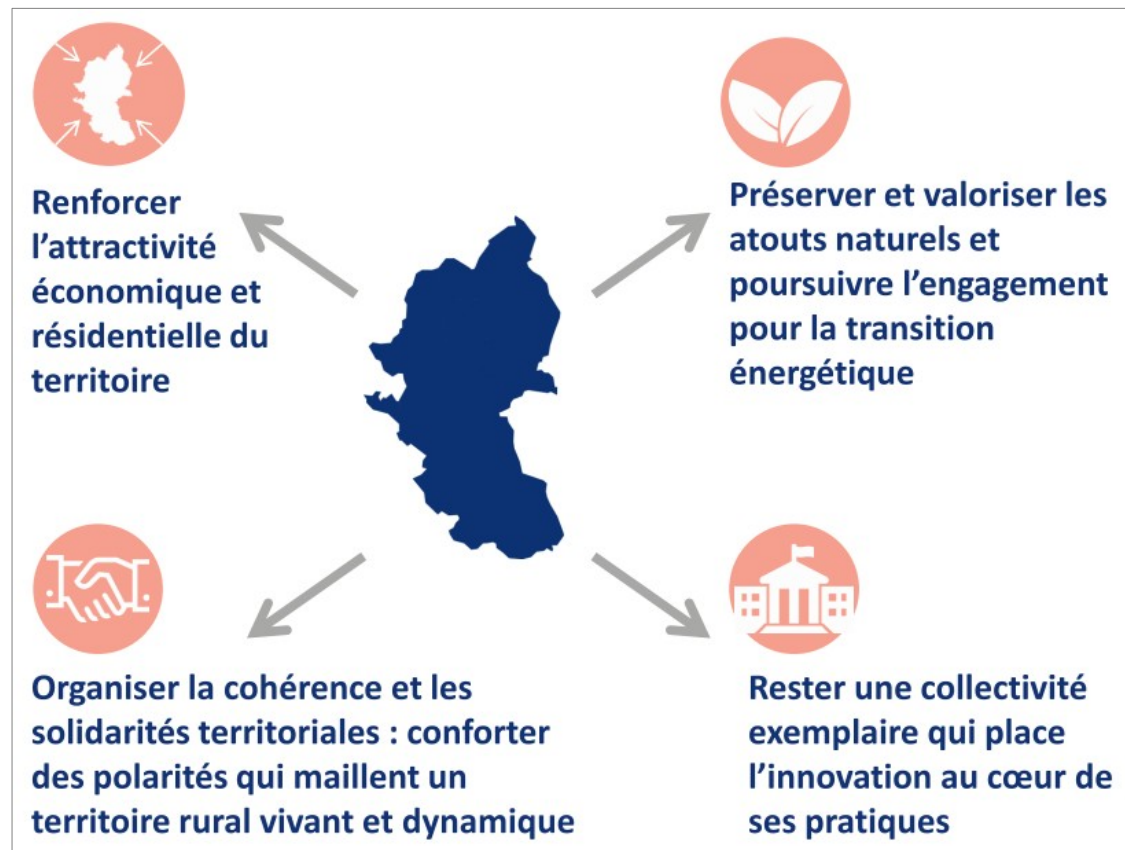 Renforcer
l’attractivité
économique et
résidentielle du
territoire
Préserver et valoriser les
atouts naturels et
poursuivre l’engagement
pour la transition
énergétique
Organiser la cohérence et les
solidarités territoriales : conforter
des polarités qui maillent un
territoire rural vivant et dynamique
Rester une collectivité
exemplaire qui place
l’innovation au cœur de
ses pratiques